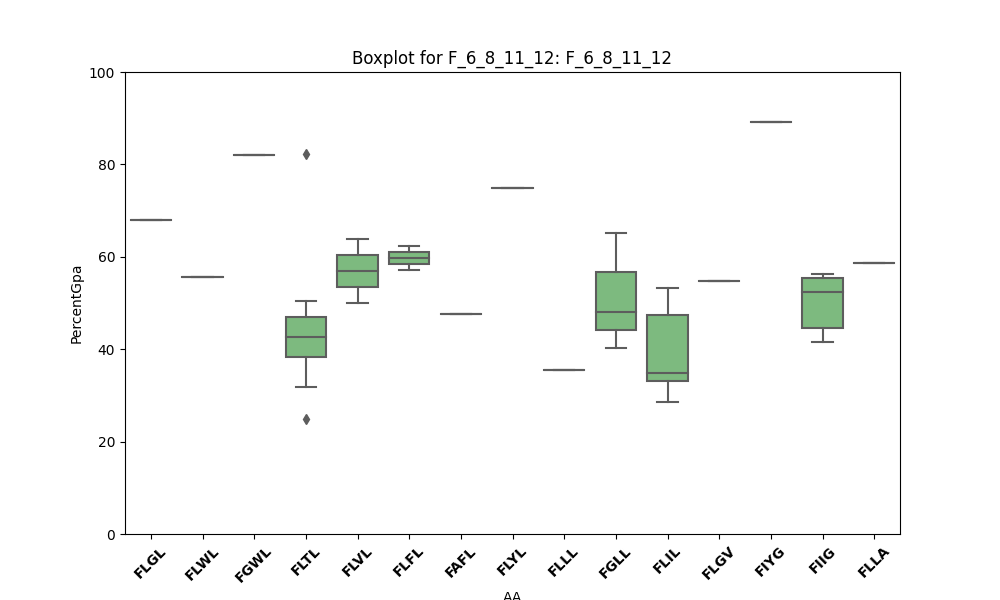 Boxplot for F_6_8_11_12: F_6_8_11_12
100
80
60
40
20
0
PercentGpa
FLGL
FLWL
FGWL
FLTL
FLVL
FLFL
FAFL
FLYL
FLLL
FGLL
FLIL
FLGV
FIYG
FIIG
FLLA
AA